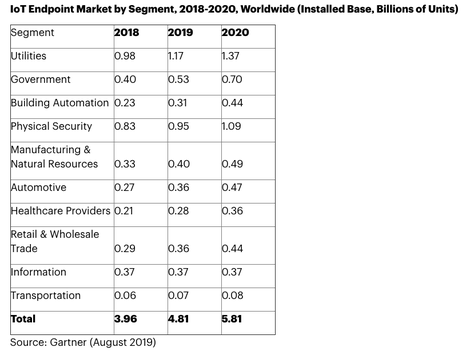 IoT Endpoint Market by Segment, 2018-2020, Worldwide (Installed Base, Billions of Units)
Segment 2018 2019 2020
Utilities 0.98 1.17 1.37
Government 0.40 0.53 0.70
Building Automation 0.23 0.31 0.44
Physical Security 0.83 0.95 1.09
Manufacturing &
Natural Resources 0.33 0.40 0.49
Automotive 0.27 0.36 0.47
Healthcare Providers 0.21 0.28 0.36
Retail & Wholesale
Trade 0.29 0.36 0.44
Information 0.37 0.37 0.37
Transportation 0.06 0.07 0.08
Total 3.96 4.81 5.81
Source: Gartner (August 2019)